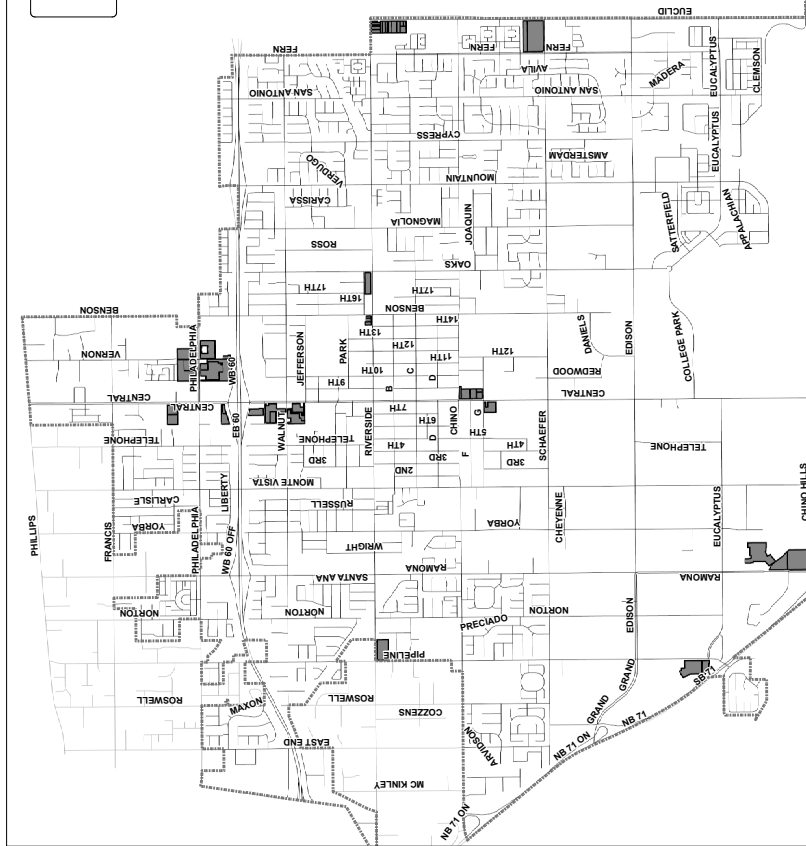 EUCLID
FERN
FERN
FERN
AVILA
SAN ANTONIO
SAN ANTONIO
MADERA
EUCALYPTUS
CLEMSON
CYPRESS
VERDUGO
AMSTERDAM
EUCALYPTUS
MOUNTAIN
CARISSA
MAGNOLIA
JOAQUIN
SATTERFIELD
APPALACHIAN
ROSS
OAKS
17TH
16TH
17TH
BENSON
BENSON
14TH
13TH
12TH
11TH
12TH
DANIELS
EDISON
COLLEGE PARK
VERNON
PHILADELPHIA
WB 60
JEFFERSON
PARK
10TH
C
D
REDWOOD
9TH
B
CENTRAL
CENTRAL
CENTRAL
7TH
6TH
CHINO
G
EB 60
WALNUT
TELEPHONE
TELEPHONE
RIVERSIDE
4TH
D
5TH
4TH
SCHAEFER
TELEPHONE
3RD
3RD
F
3RD
2ND
MONTE VISTA
CARLISLE
LIBERTY
RUSSELL
PHILLIPS
FRANCIS
YORBA
PHILADELPHIA
WB 60 OFF
YORBA
CHEYENNE
EUCALYPTUS
CHINO HILLS
WRIGHT
RAMONA
SANTA ANA
RAMONA
NORTON
NORTON
NORTON
PRECIADO
EDISON
PIPELINE
ROSWELL
MAXON
ROSWELL
COZZENS
GRAND
GRAND
SB 71
NB 71
EAST END
ARVIDSON
NB 71 ON
MC KINLEY
NB 71 ON